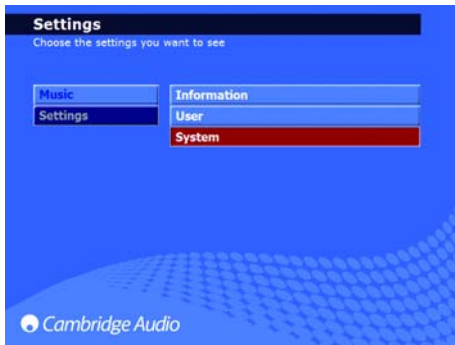 Settings
Choose the settings you want to see
Music
Information
Settings
User
System
Cambridge Audio